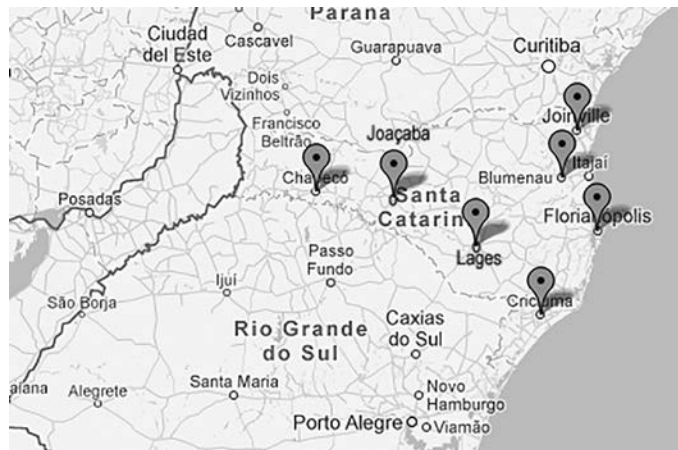 Parana
Ciudad
del Este
Cascavel
Guarapuava
Curitiba
Dois
Vizinhos
Francisco
Beltrão
Joinville
Joaçaba
Chapecó
Blumenau
Itajaí
Posadas
Santa
Catarin
Florianópolis
Lages
Passo
Fundo
Ijuí
Criciúma
São Borja
Rio Grande
do Sul
Caxias
do Sul
alana
Alegrete
Santa Maria
Novo
Hamburgo
Porto Alegre
Viamão